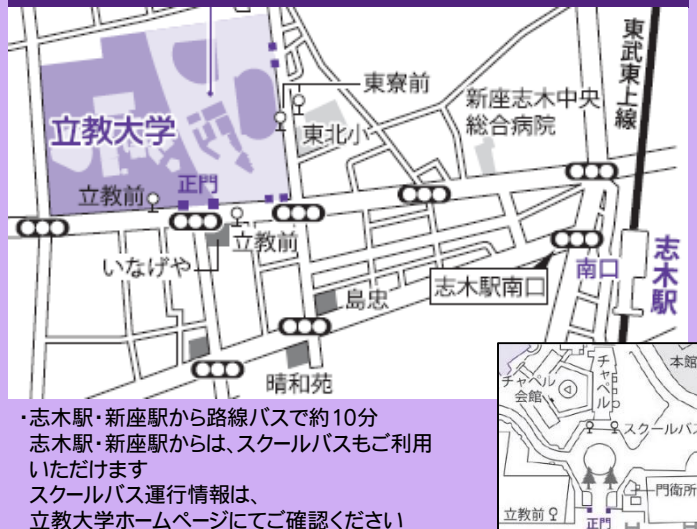 東武東上線
東寮前
新座志木中央
総合病院
立教大学
東北小
正門
立教前
立教前
いなげや
南口
志木駅
島忠
志木駅南口
晴和苑
・志木駅・新座駅から路線バスで約10分
志木駅・新座駅からは、スクールバスもご利用
いただけます
スクールバス運行情報は、
立教大学ホームページにてご確認ください
チャペル
会館
チャペル
本館
スクールバス
門衛所
立教前
正門